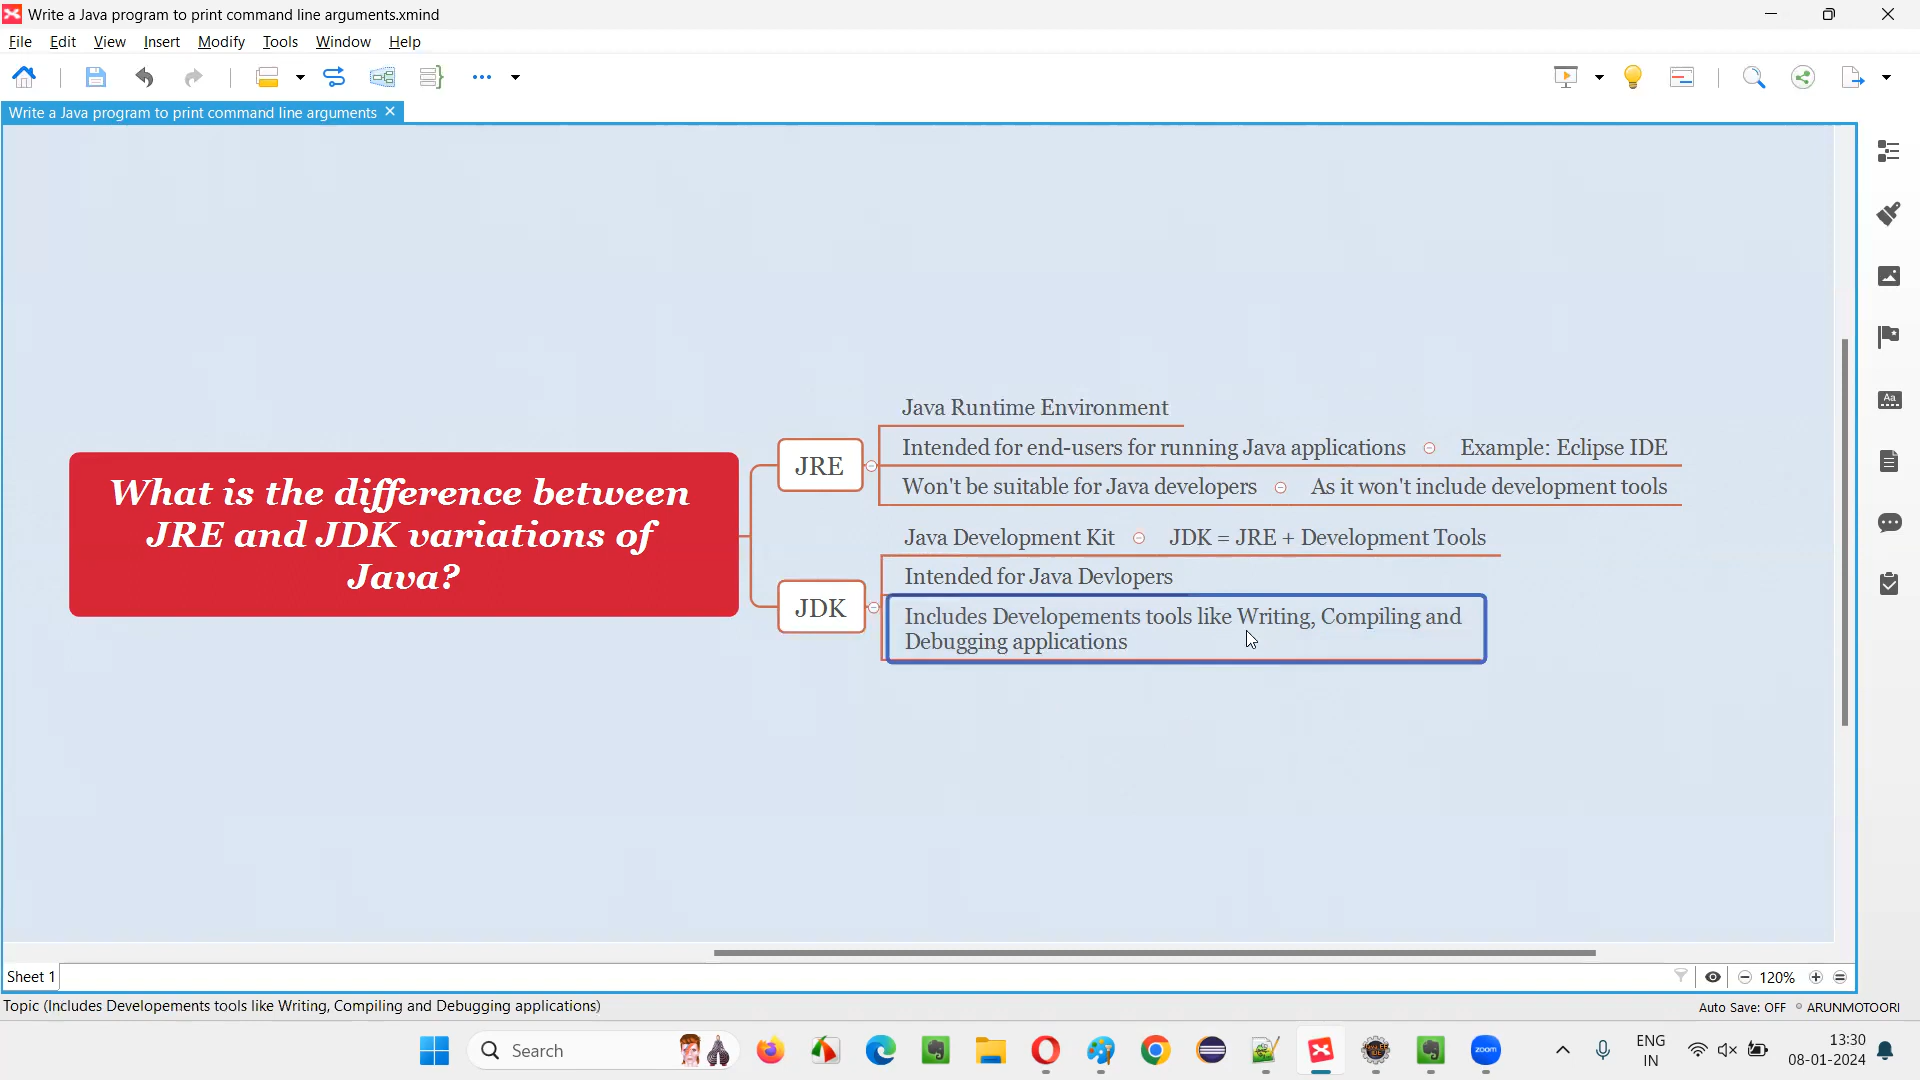 Write a Java program to print command line arguments.xmind
File Edit View Insert Modify Tools Window Help
Write a Java program to print command line arguments
What is the difference between
JRE and JDK variations of
Java?
JRE
Java Runtime Environment
Intended for end-users for running Java applications
Example: Eclipse IDE
Won't be suitable for Java developers
As it won't include development tools
JDK
Java Development Kit
JDK = JRE + Development Tools
Intended for Java Devlopers
Includes Developements tools like Writing, Compiling and
Debugging applications
Aa
Sheet 1
120%
Topic (Includes Developements tools like Writing, Compiling and Debugging applications)
Auto Save: OFF
ARUNMOTOORI
Search
zoom
ENG
IN
13:30
08-01-2024